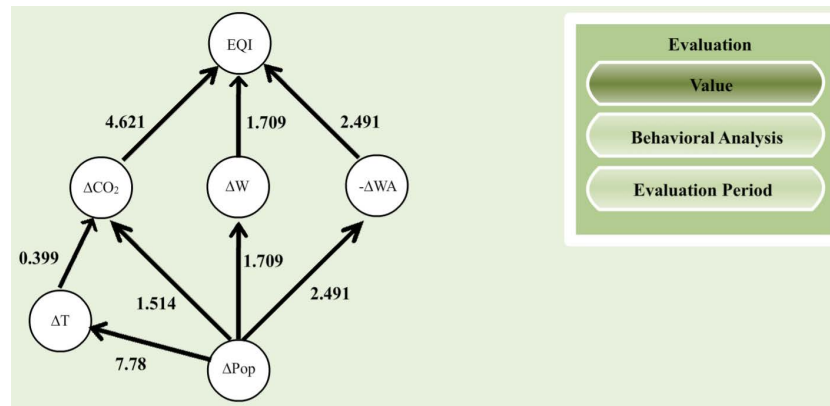 EQI
4.621
1.709
2.491
ΔCO₂
ΔW
-ΔWA
0.399
1.514
1.709
2.491
ΔT
7.78
ΔPop
Evaluation
Value
Behavioral Analysis
Evaluation Period